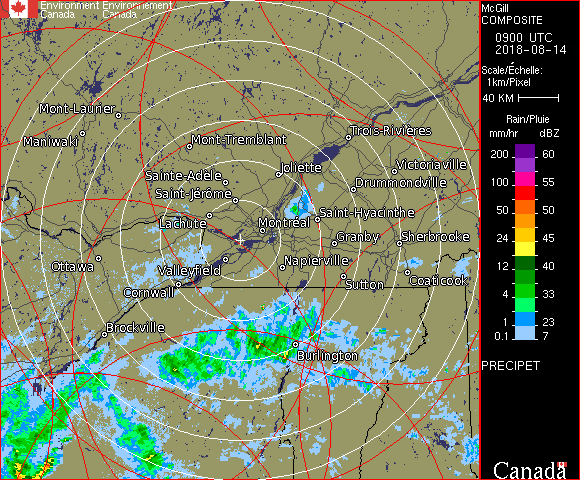 Environment Environnement
Canada Canada
McGill
COMPOSITE
0900 UTC
2018-08-14
Scale/Échelle:
1km/Pixel
40 KM
Rain/Pluie
mm/hr dBZ
200 60
150 57
100 55
50 50
24 45
12 40
4 33
1 23
0.1 7
PRECIPET
Canada
Mont-Laurier
Maniwaki
Mont-Tremblant
Trois-Rivières
Joliette
Victoriaville
Sainte-Adèle
Drummondville
Saint-Jérôme
Saint-Hyacinthe
Lachute
Montréal
Granby
Sherbrooke
Ottawa
Valleyfield
Napierville
Cornwall
Sutton
Coaticook
Brockville
Burlington